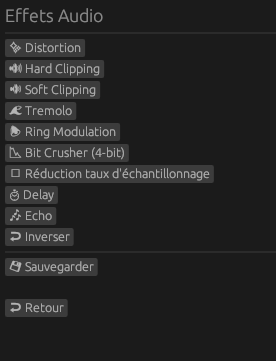 Effets Audio
Distortion
Hard Clipping
Soft Clipping
Tremolo
Ring Modulation
Bit Crusher (4-bit)
Réduction taux d'échantillonnage
Delay
Echo
Inverser
Sauvegarder
Retour